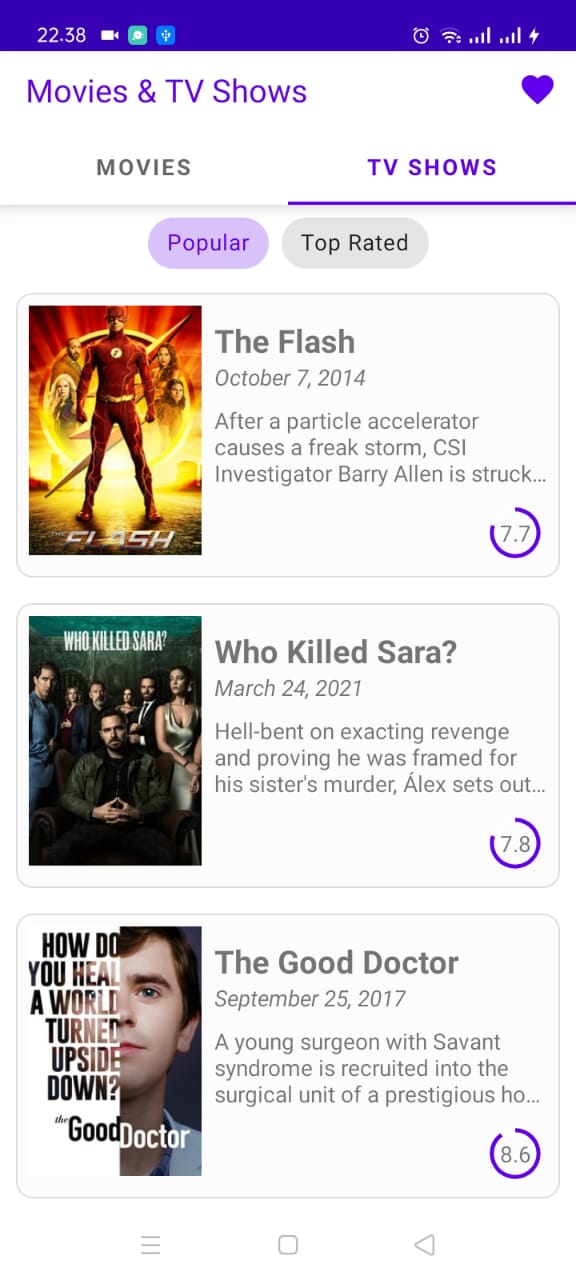 22.38
Movies & TV Shows
MOVIES
TV SHOWS
Popular
Top Rated
THE FLASH
The Flash
October 7, 2014
After a particle accelerator
causes a freak storm, CSI
Investigator Barry Allen is struck...
7.7
WHO KILLED SARA?
Who Killed Sara?
March 24, 2021
Hell-bent on exacting revenge
and proving he was framed for
his sister's murder, Álex sets out...
7.8
HOW DO
YOU HEAL
A WORLD
TURNED
UPSIDE
DOWN?
the Good Doctor
The Good Doctor
September 25, 2017
A young surgeon with Savant
syndrome is recruited into the
surgical unit of a prestigious ho...
8.6